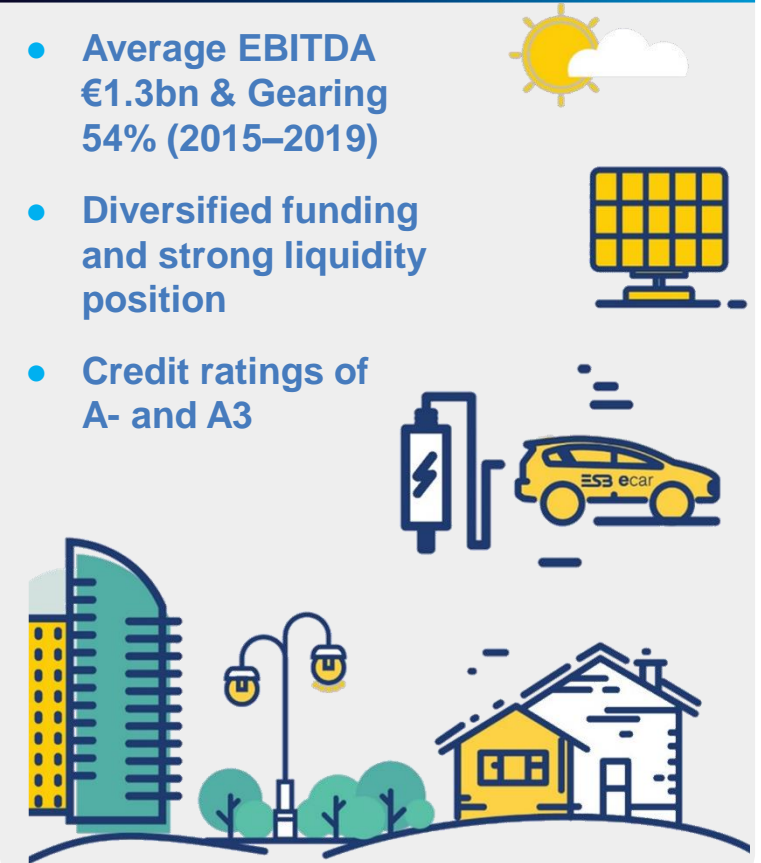 ● Average EBITDA
€1.3bn & Gearing
54% (2015–2019)
● Diversified funding
and strong liquidity
position
● Credit ratings of
A- and A3
ESB ecar